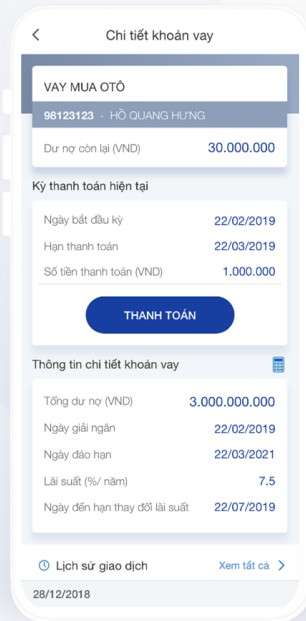 Chi tiết khoản vay
VAY MUA OTÔ
98123123 - HỒ QUANG HƯNG
Dư nợ còn lại (VND) 30.000.000
Kỳ thanh toán hiện tại
Ngày bắt đầu kỳ 22/02/2019
Hạn thanh toán 22/03/2019
Số tiền thanh toán (VND) 1.000.000
THANH TOÁN
Thông tin chi tiết khoản vay
Tổng dư nợ (VND) 3.000.000.000
Ngày giải ngân 22/02/2019
Ngày đáo hạn 22/03/2021
Lãi suất (%/ năm) 7.5
Ngày đến hạn thay đổi lãi suất 22/07/2019
Lịch sử giao dịch Xem tất cả
28/12/2018